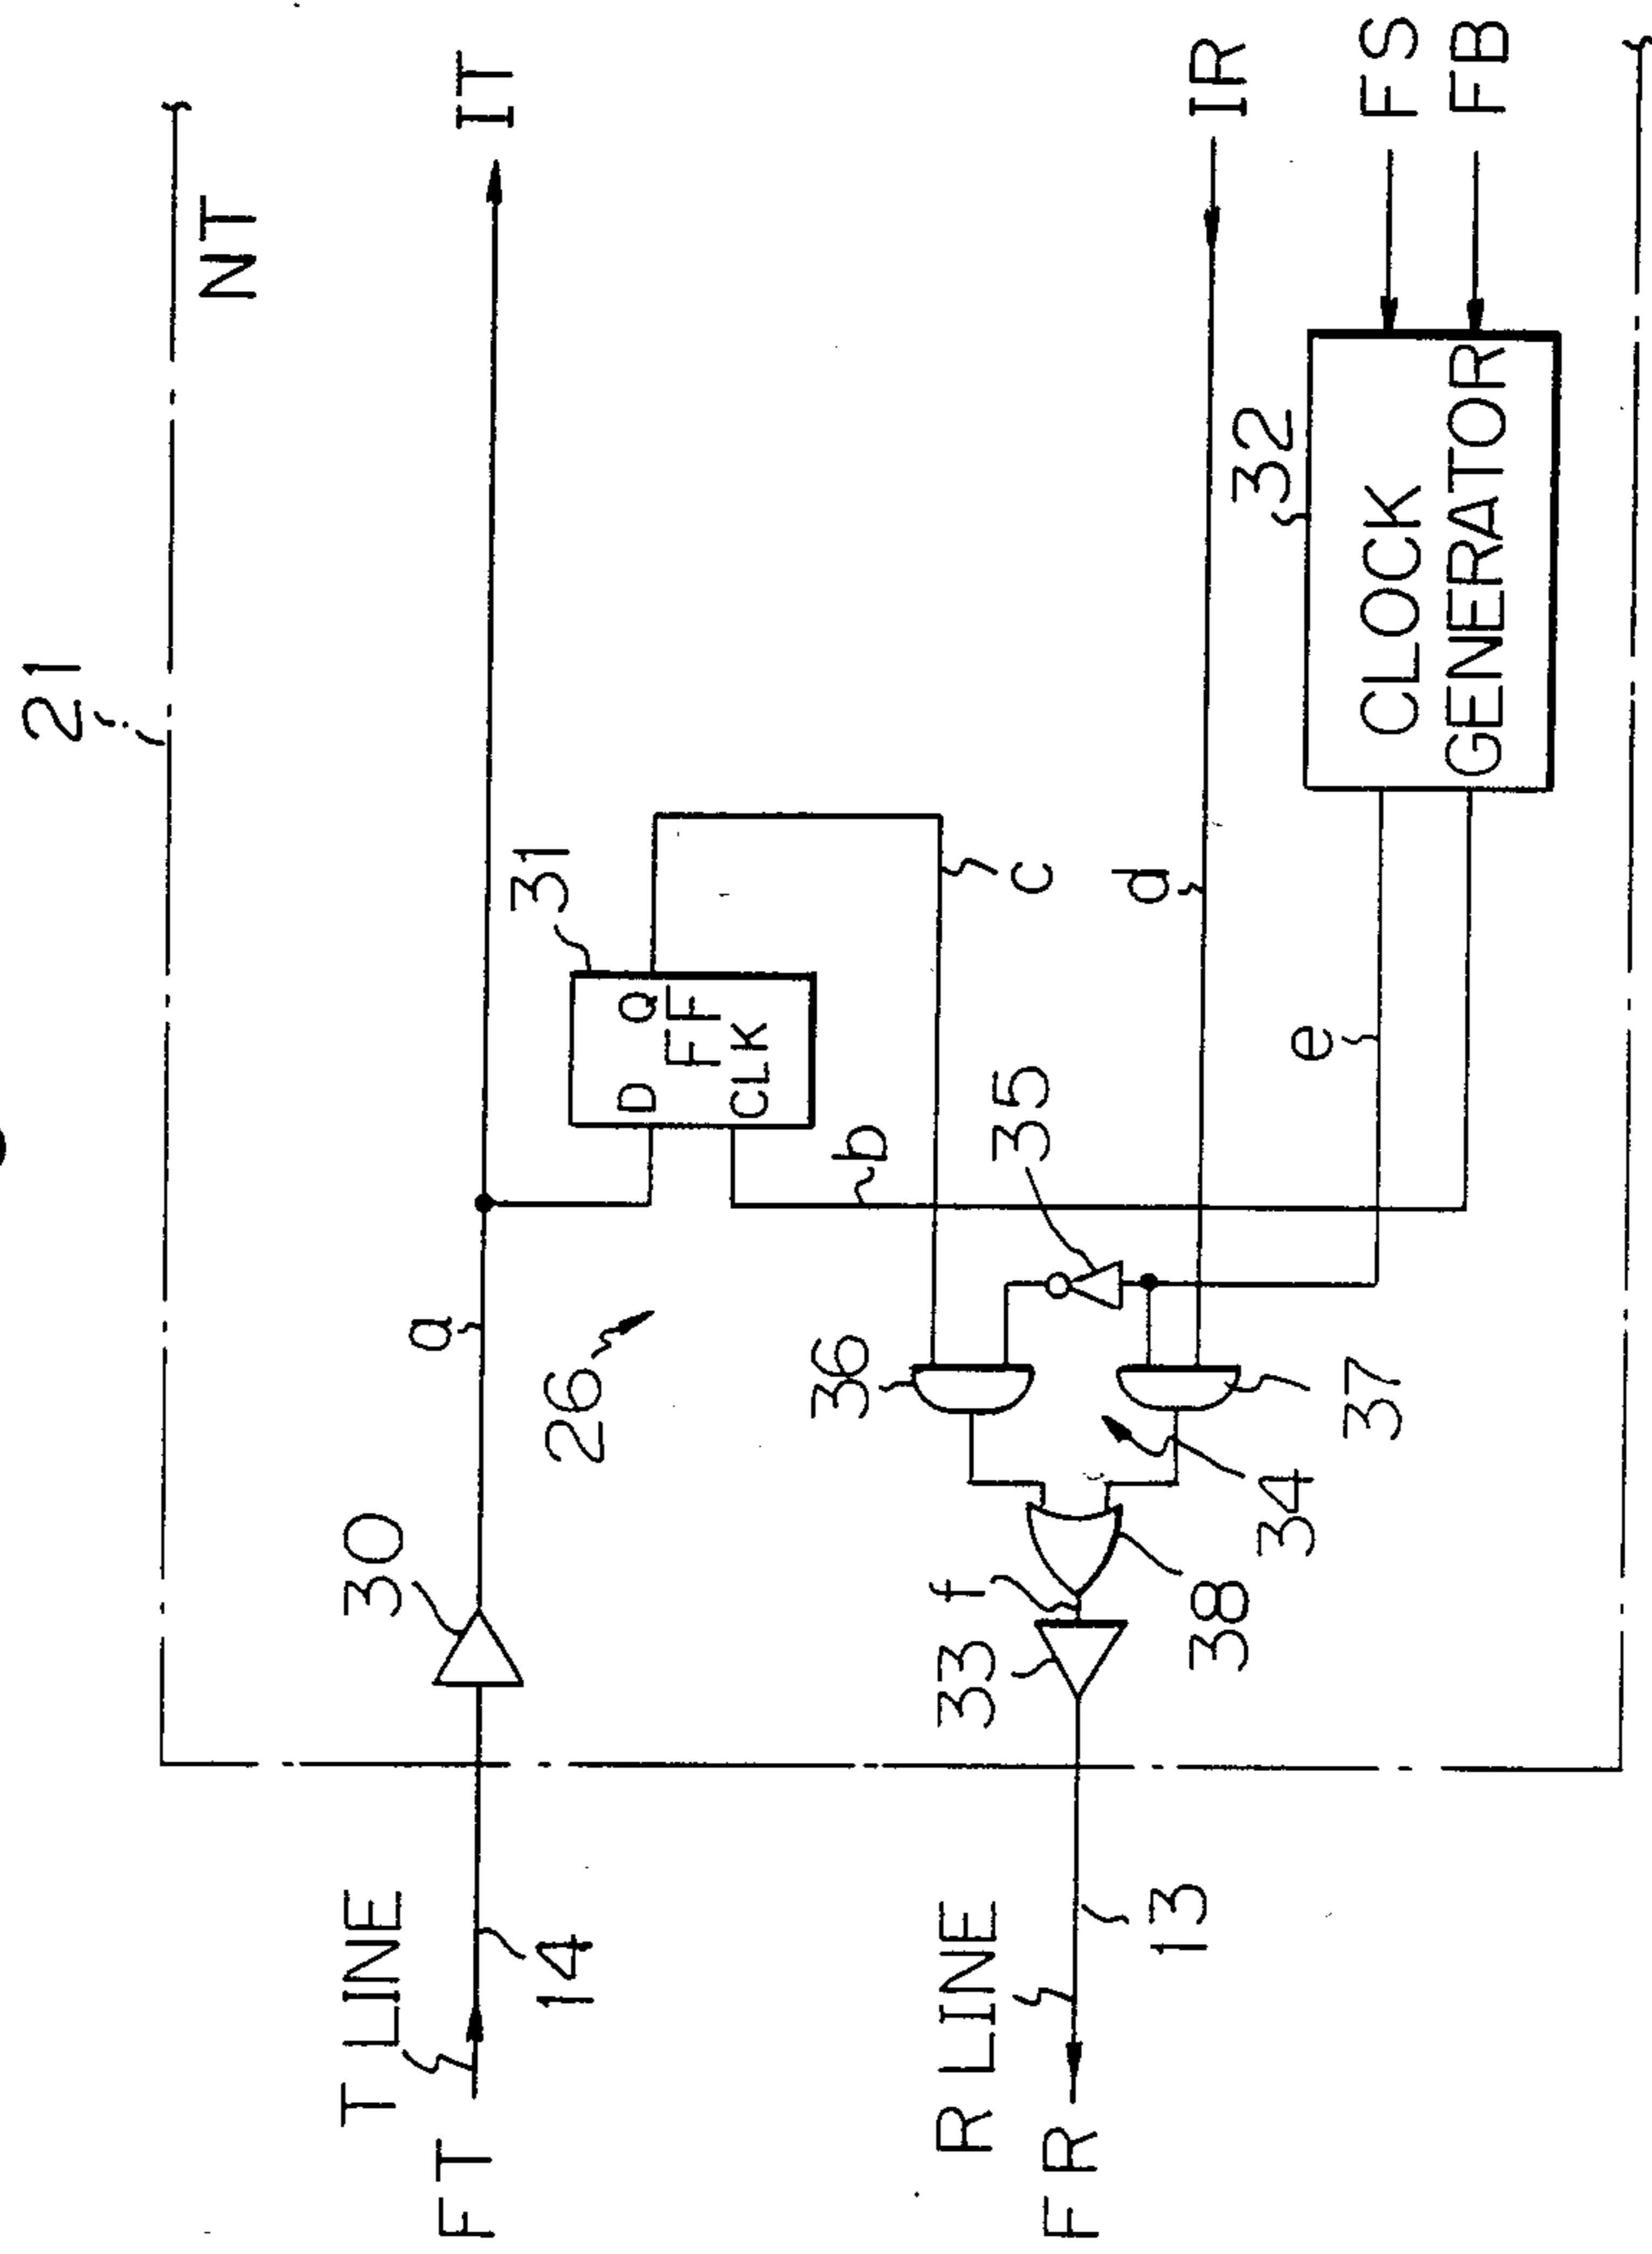 21
NT
T LINE
FT
14
30
a
IT
26
31
D Q
FF
CLK
b
c
36
35
d
IR
R LINE
FR
13
33
f
38
34
37
e
32
CLOCK
GENERATOR
FS
FB